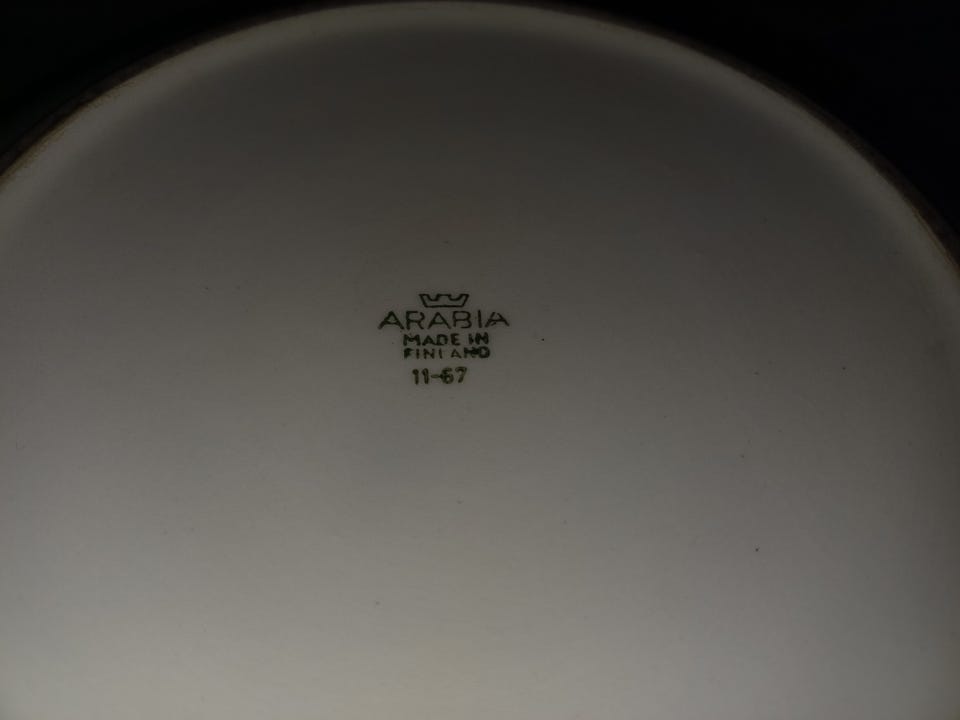 ARABIA
MADE IN
FINLAND
11-67